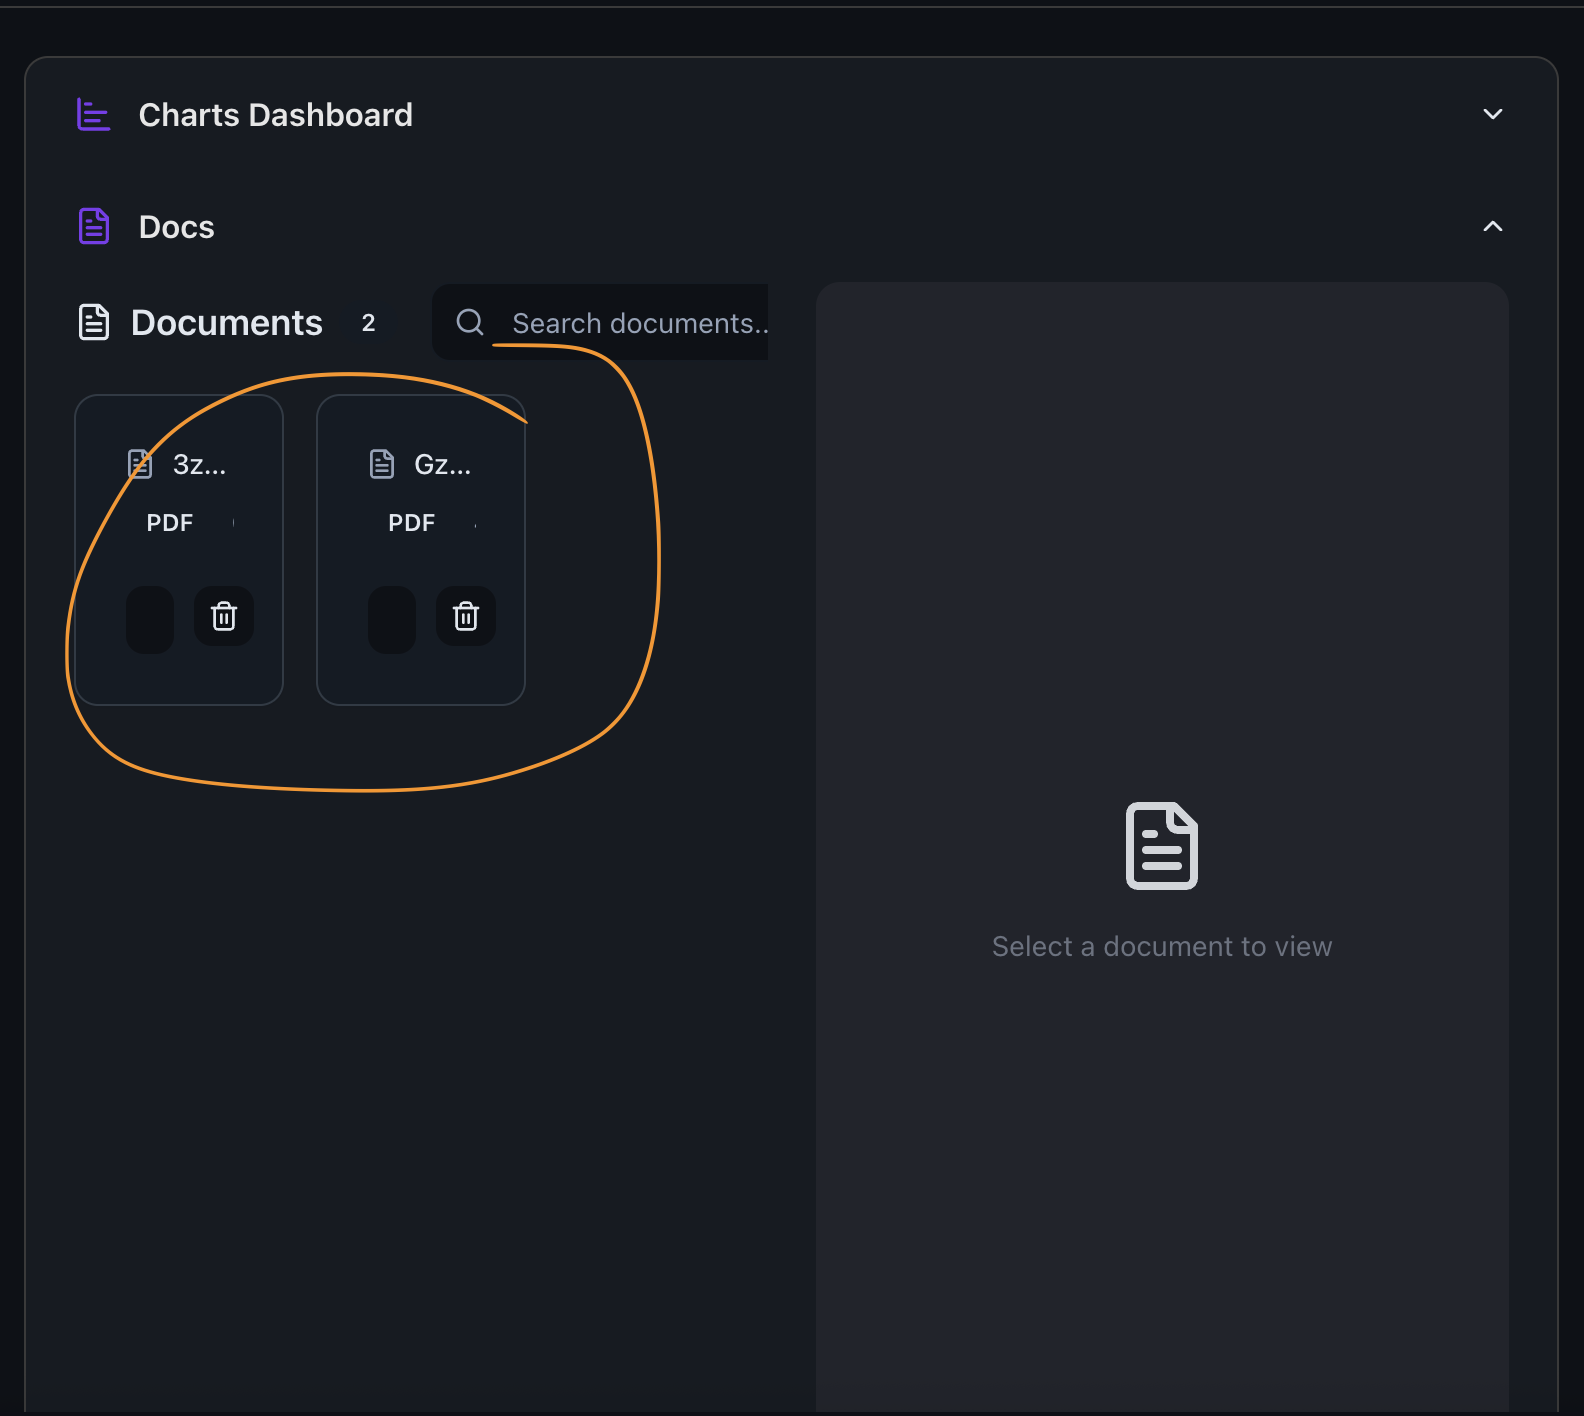 Charts Dashboard
Docs
Documents 2 Search documents..
3z... Gz...
PDF PDF
Select a document to view